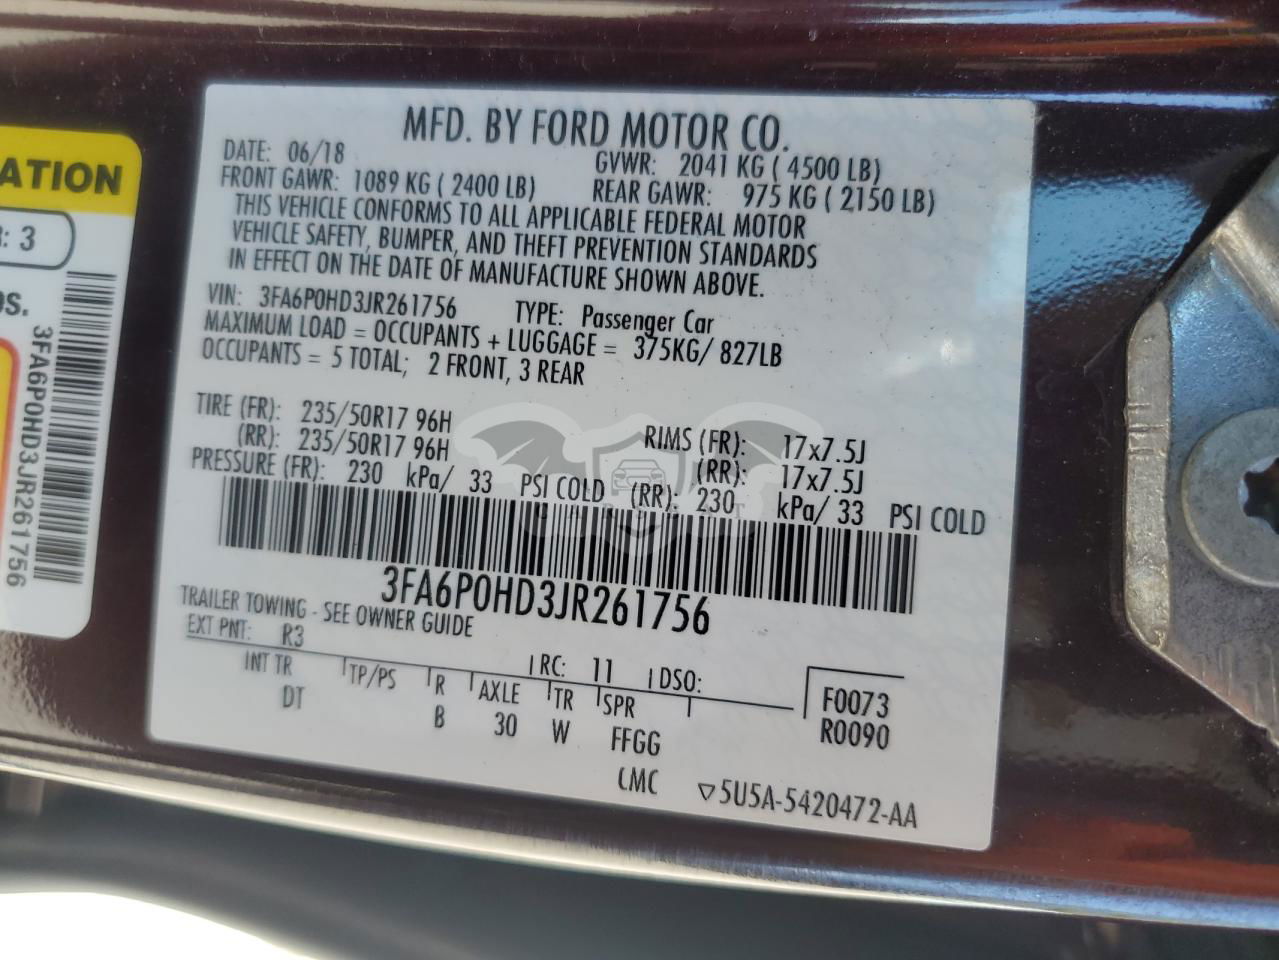 ATION
: 3
OS.
3FA6P0HD3JR261756
MFD. BY FORD MOTOR CO.
DATE: 06/18 GVWR: 2041 KG ( 4500 LB)
FRONT GAWR: 1089 KG ( 2400 LB) REAR GAWR: 975 KG ( 2150 LB)
THIS VEHICLE CONFORMS TO ALL APPLICABLE FEDERAL MOTOR
VEHICLE SAFETY, BUMPER, AND THEFT PREVENTION STANDARDS
IN EFFECT ON THE DATE OF MANUFACTURE SHOWN ABOVE.
VIN: 3FA6P0HD3JR261756 TYPE: Passenger Car
MAXIMUM LOAD = OCCUPANTS + LUGGAGE = 375KG/ 827LB
OCCUPANTS = 5 TOTAL; 2 FRONT, 3 REAR
TIRE (FR): 235/50R17 96H RIMS (FR): 17x7.5J
(RR): 235/50R17 96H (RR): 17x7.5J
PRESSURE (FR): 230 kPa/ 33 PSI COLD (RR): 230 kPa/ 33 PSI COLD
3FA6P0HD3JR261756
TRAILER TOWING - SEE OWNER GUIDE
EXT PNT: R3 RC: 11 DSO:
INT TR TP/PS R AXLE TR SPR F0073
DT B 30 W FFGG R0090
LMC ▽5U5A-5420472-AA